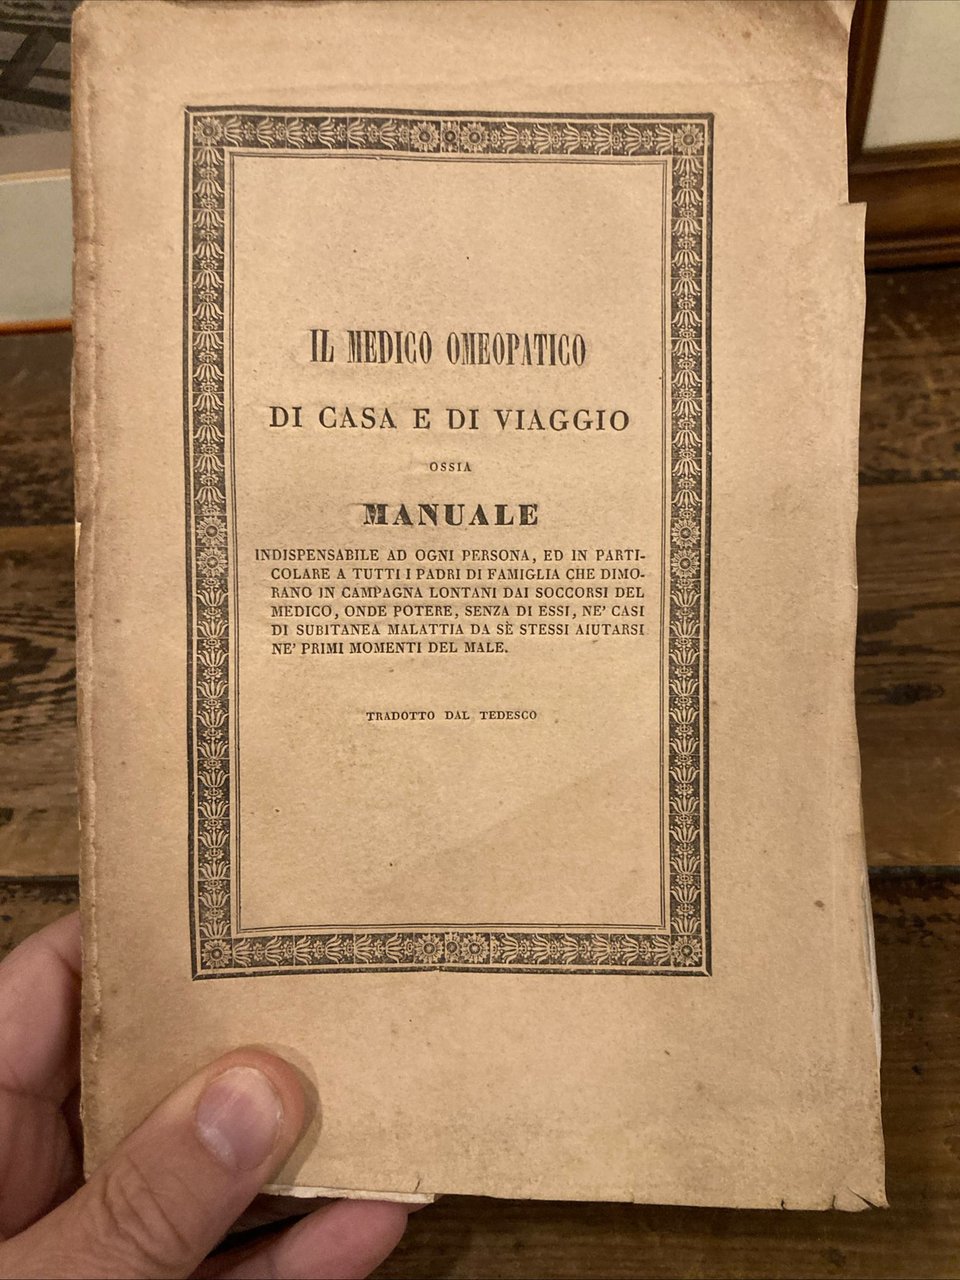 IL MEDICO OMEOPATICO
DI CASA E DI VIAGGIO
OSSIA
MANUALE
INDISPENSABILE AD OGNI PERSONA, ED IN PARTI-
COLARE A TUTTI I PADRI DI FAMIGLIA CHE DIMO-
RANO IN CAMPAGNA LONTANI DAI SOCCORSI DEL
MEDICO, ONDE POTERE, SENZA DI ESSI, NE' CASI
DI SUBITANEA MALATTIA DA SÈ STESSI AIUTARSI
NE' PRIMI MOMENTI DEL MALE.
TRADOTTO DAL TEDESCO